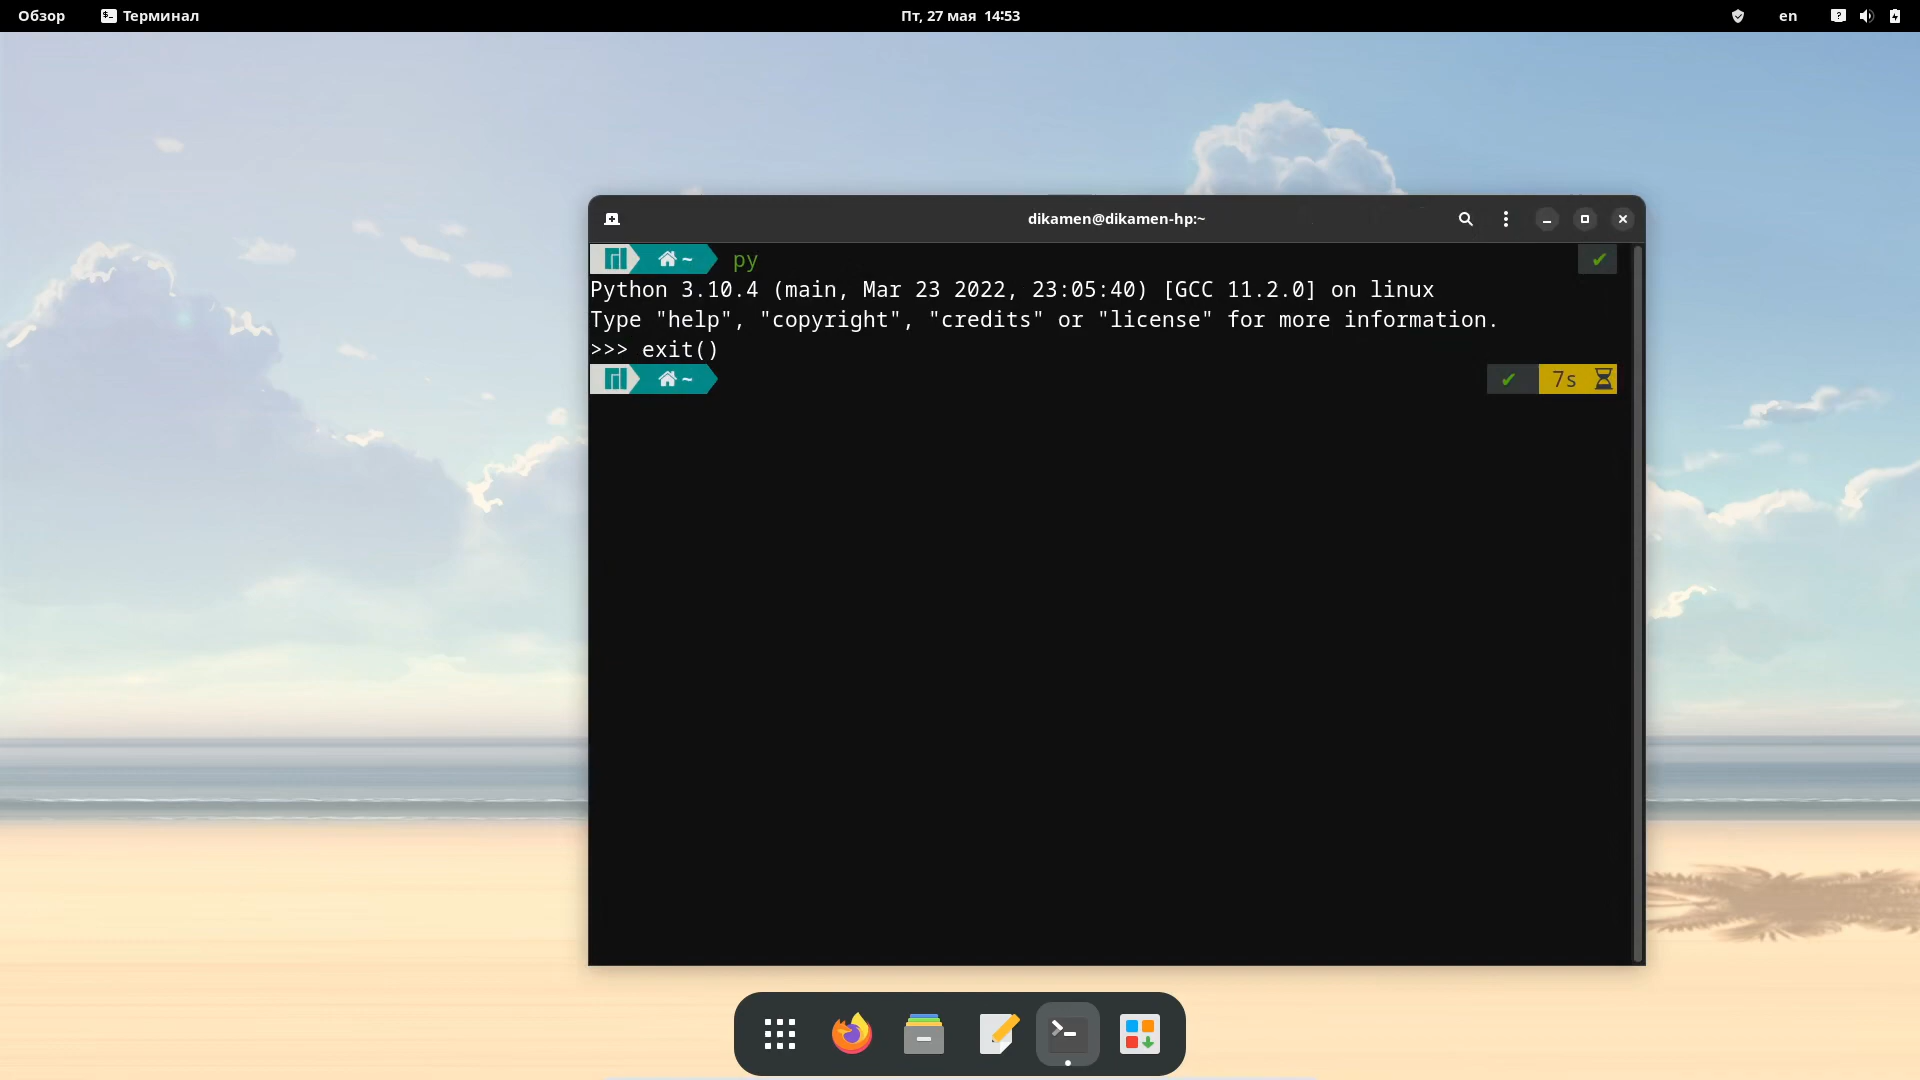 Обзор
Терминал
Пт, 27 мая 14:53
en
dikamen@dikamen-hp:~
~ py ✔
Python 3.10.4 (main, Mar 23 2022, 23:05:40) [GCC 11.2.0] on linux
Type "help", "copyright", "credits" or "license" for more information.
>>> exit()
~ ✔ 7s